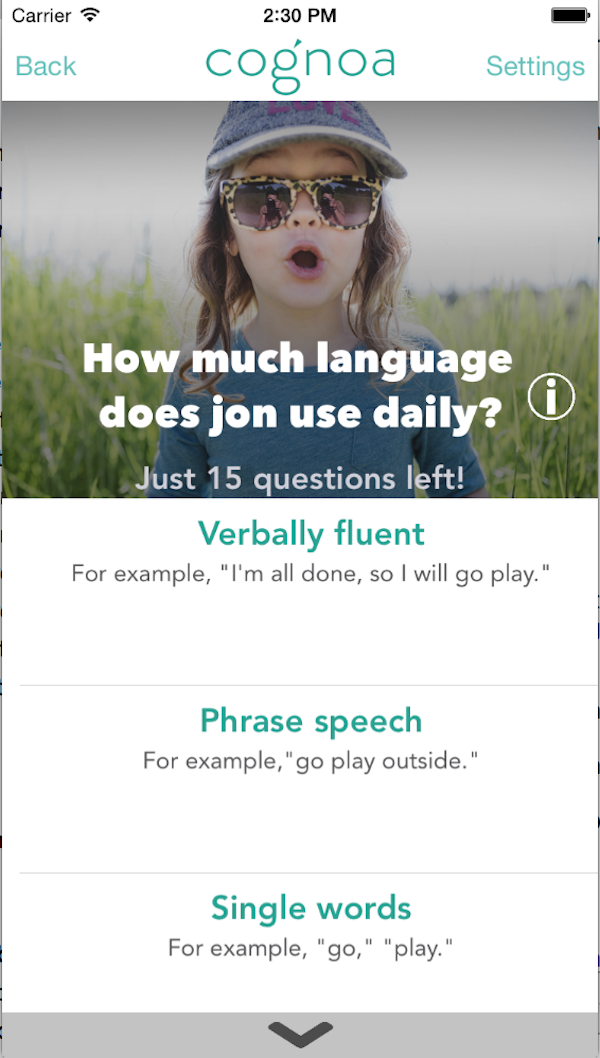 Carrier 2:30 PM
Back cognoa Settings
How much language
does jon use daily?
i
Just 15 questions left!
Verbally fluent
For example, "I'm all done, so I will go play."
Phrase speech
For example,"go play outside."
Single words
For example, "go," "play."